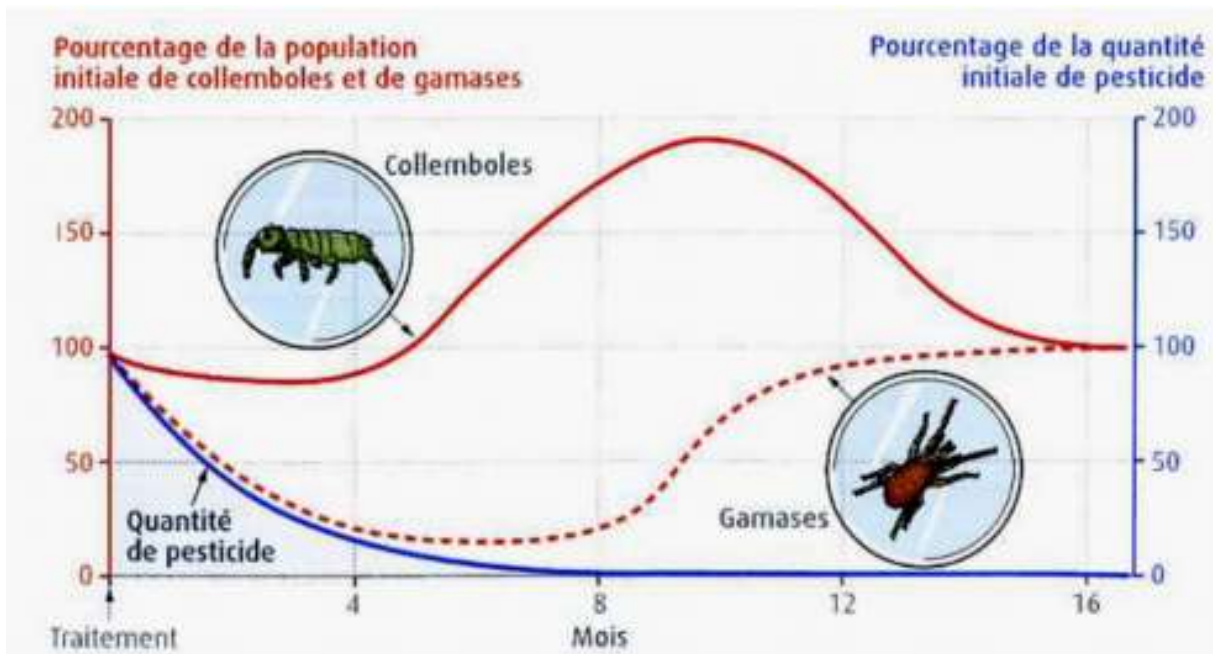 Pourcentage de la population
initiale de collemboles et de gamases
Pourcentage de la quantité
initiale de pesticide
200
200
Collemboles
150
150
100
100
50
50
Quantité
de pesticide
Gamases
0
0
4
8
12
16
Traitement
Mois